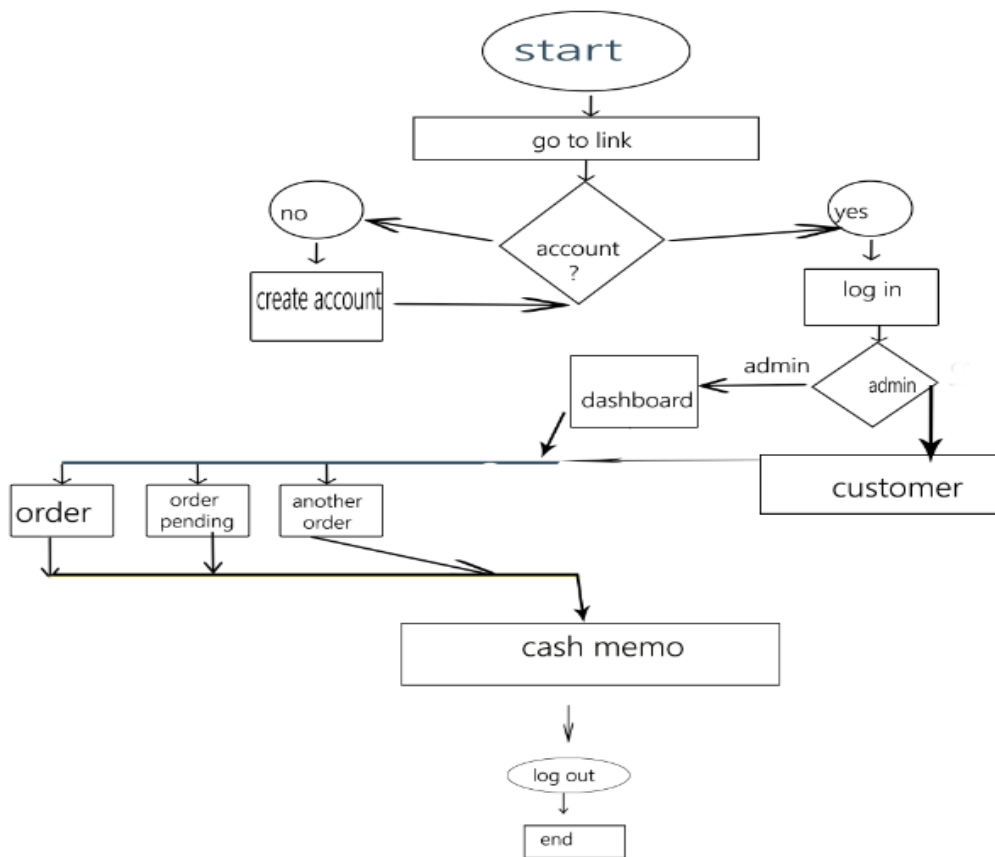 start
go to link
no
yes
account
?
create account
log in
admin
admin
dashboard
customer
order
order
pending
another
order
cash memo
log out
end